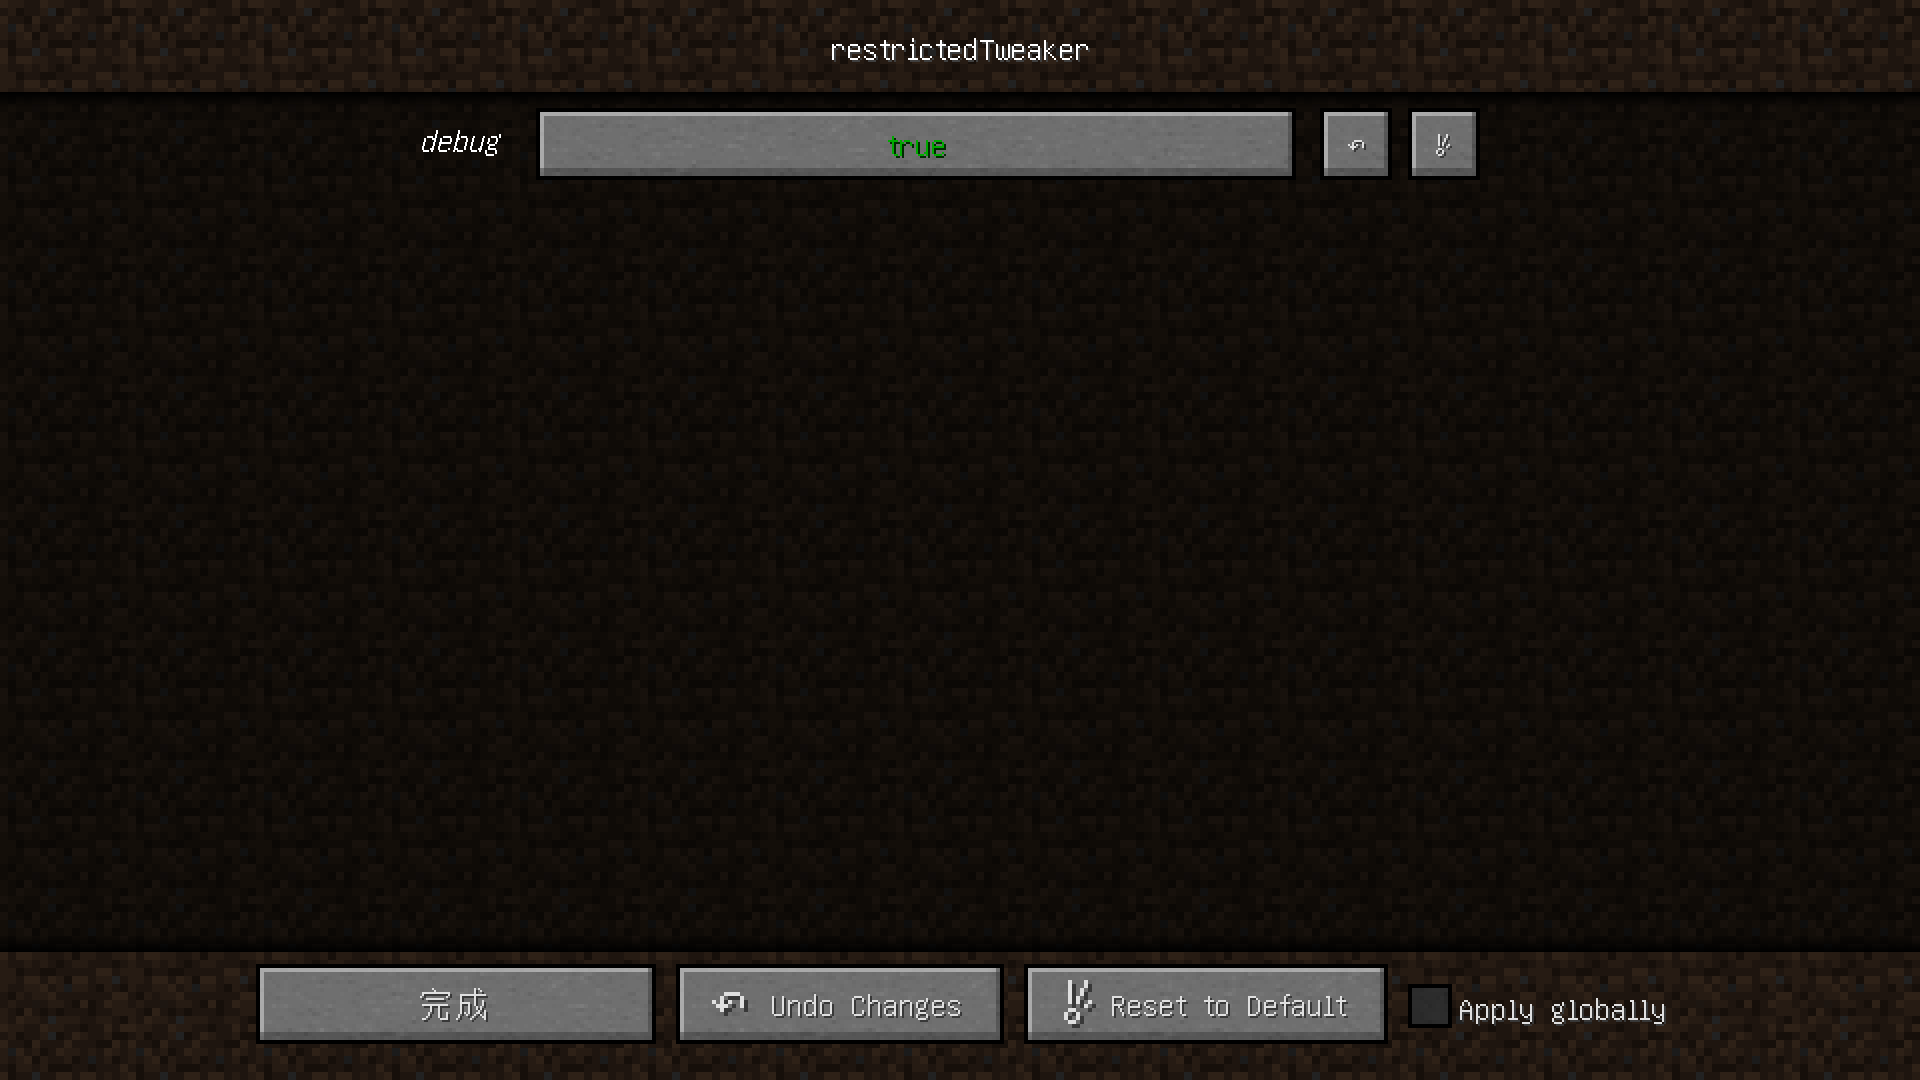 restrictedTweaker
debug true
完成 Undo Changes Reset to Default Apply globally